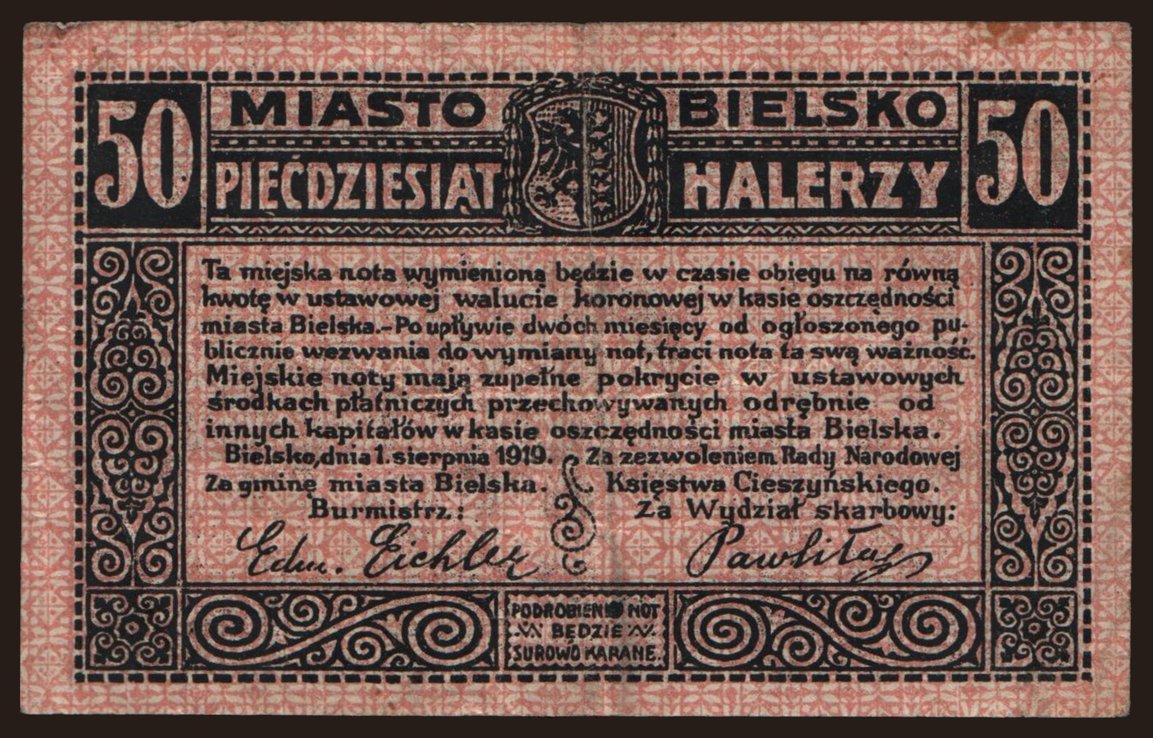 50 MIASTO BIELSKO 50
PIEĆDZIESIĄT HALERZY
Ta miejska nota wymienioną będzie w czasie obiegu na równą
kwotę w ustawowej walucie koronowej w kasie oszczędności
miasta Bielska.-Po upływie dwóch miesięcy od ogłoszonego pu-
blicznie wezwania do wymiany not, traci nota ta swą ważność.
Miejskie noty mają zupełne pokrycie w ustawowych
środkach płatniczych przechowywanych odrębnie od
innych kapitałów w kasie oszczędności miasta Bielska.
Bielsko, dnia 1. sierpnia 1919.
Za gminę miasta Bielska.
Burmistrz:
Edm. Eichler
Za zezwoleniem Rady Narodowej
Księstwa Cieszyńskiego.
Za Wydział skarbowy:
PODROBIENIE NOT
BĘDZIE
SUROWO KARANE.